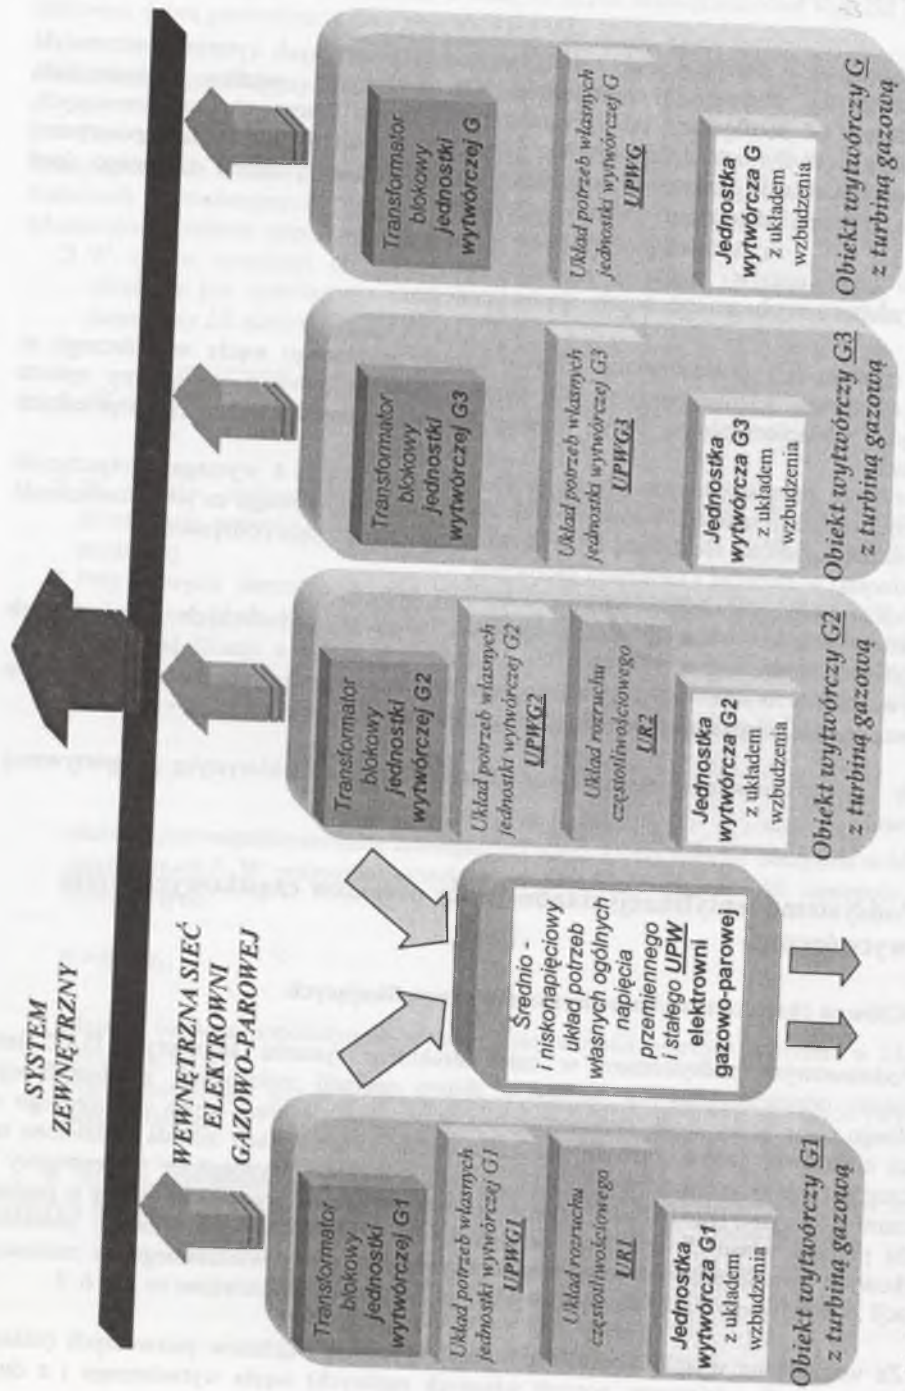 SYSTEM
ZEWNĘTRZNY
WEWNĘTRZNA SIEĆ
ELEKTROWNI
GAZOWO-PAROWEJ
Transformator
blokowy
jednostki
wytwórczej G1
Układ potrzeb własnych
jednostki wytwórczej G1
UPWG1
Układ rozruchu
częstotliwościowego
UR1
Jednostka
wytwórcza G1
z układem
wzbudzenia
Obiekt wytwórczy G1
z turbiną gazową
Średnio -
i niskonapięciowy
układ potrzeb
własnych ogólnych
napięcia
przemiennego
i stałego UPW
elektrowni
gazowo-parowej
Transformator
blokowy
jednostki
wytwórczej G2
Układ potrzeb własnych
jednostki wytwórczej G2
UPWG2
Układ rozruchu
częstotliwościowego
UR2
Jednostka
wytwórcza G2
z układem
wzbudzenia
Obiekt wytwórczy G2
z turbiną gazową
Transformator
blokowy
jednostki
wytwórczej G3
Układ potrzeb własnych
jednostki wytwórczej G3
UPWG3
Jednostka
wytwórcza G3
z układem
wzbudzenia
Obiekt wytwórczy G3
z turbiną gazową
Transformator
blokowy
jednostki
wytwórczej G
Układ potrzeb własnych
jednostki wytwórczej G
UPWG
Jednostka
wytwórcza G
z układem
wzbudzenia
Obiekt wytwórczy G
z turbiną gazową